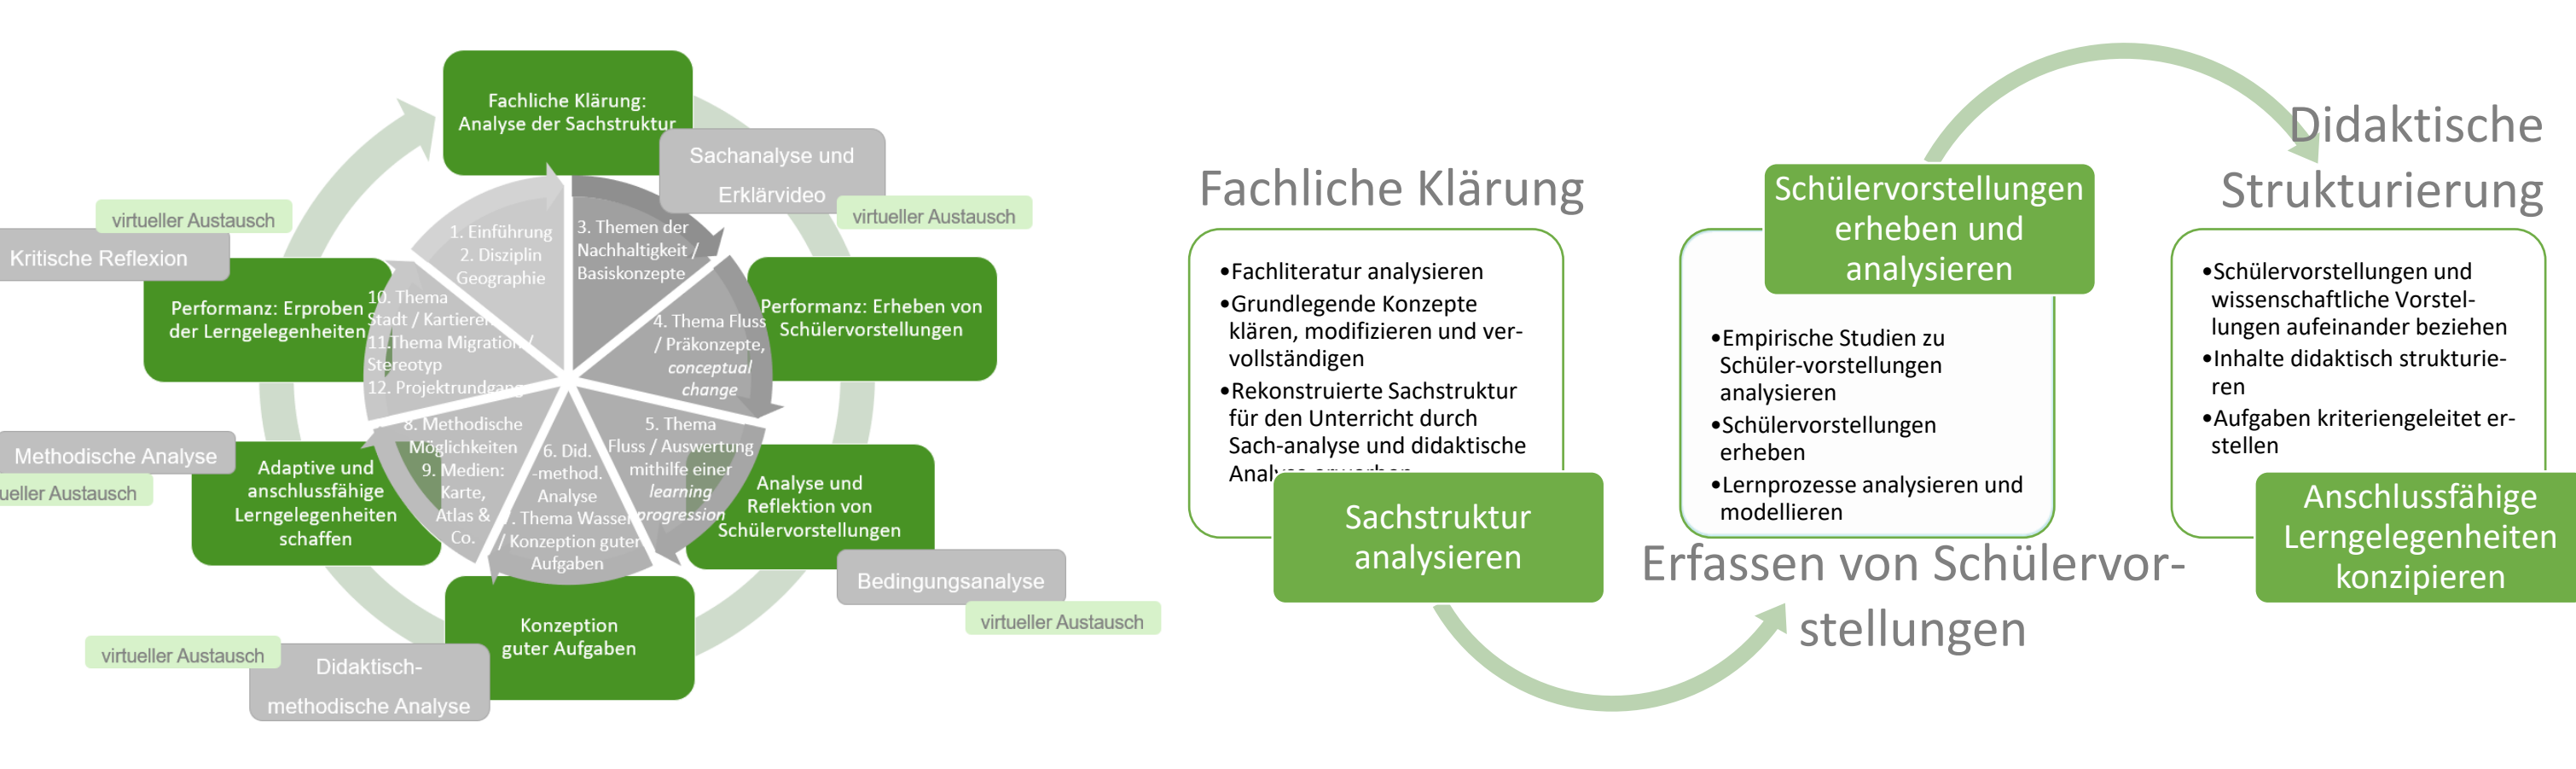 Fachliche Klärung:
Analyse der Sachstruktur
Sachanalyse und
Erklärvideo
virtueller Austausch
Performanz: Erheben von
Schülervorstellungen
Analyse und
Reflektion von
Schülervorstellungen
Bedingungsanalyse
virtueller Austausch
Konzeption
guter Aufgaben
Didaktisch-
methodische Analyse
virtueller Austausch
Adaptive und
anschlussfähige
Lerngelegenheiten
schaffen
Methodische Analyse
Austausch
Performanz: Erproben
der Lerngelegenheiten
Kritische Reflexion
virtueller Austausch
1. Einführung
2. Disziplin
Geographie
3. Themen der
Nachhaltigkeit /
Basiskonzepte
4. Thema Fluss
/ Präkonzepte,
conceptual
change
5. Thema
Fluss / Auswertung
mithilfe einer
learning
progression
6. Did.
-method.
Analyse
7. Thema Wasser
/ Konzeption guter
Aufgaben
8. Methodische
Möglichkeiten
9. Medien:
Karte,
Atlas &
Co.
10. Thema
Stadt / Kartieren
11.Thema Migration /
Stereotyp
12. Projektrundgang
Fachliche Klärung
•Fachliteratur analysieren
•Grundlegende Konzepte
klären, modifizieren und ver-
vollständigen
•Rekonstruierte Sachstruktur
für den Unterricht durch
Sach-analyse und didaktische
Sachstruktur
analysieren
Schülervorstellungen
erheben und
analysieren
•Empirische Studien zu
Schüler-vorstellungen
analysieren
•Schülervorstellungen
erheben
•Lernprozesse analysieren und
modellieren
Erfassen von Schülervor-
stellungen
Didaktische
Strukturierung
•Schülervorstellungen und
wissenschaftliche Vorstel-
lungen aufeinander beziehen
•Inhalte didaktisch strukturie-
ren
•Aufgaben kriteriengeleitet er-
stellen
Anschlussfähige
Lerngelegenheiten
konzipieren